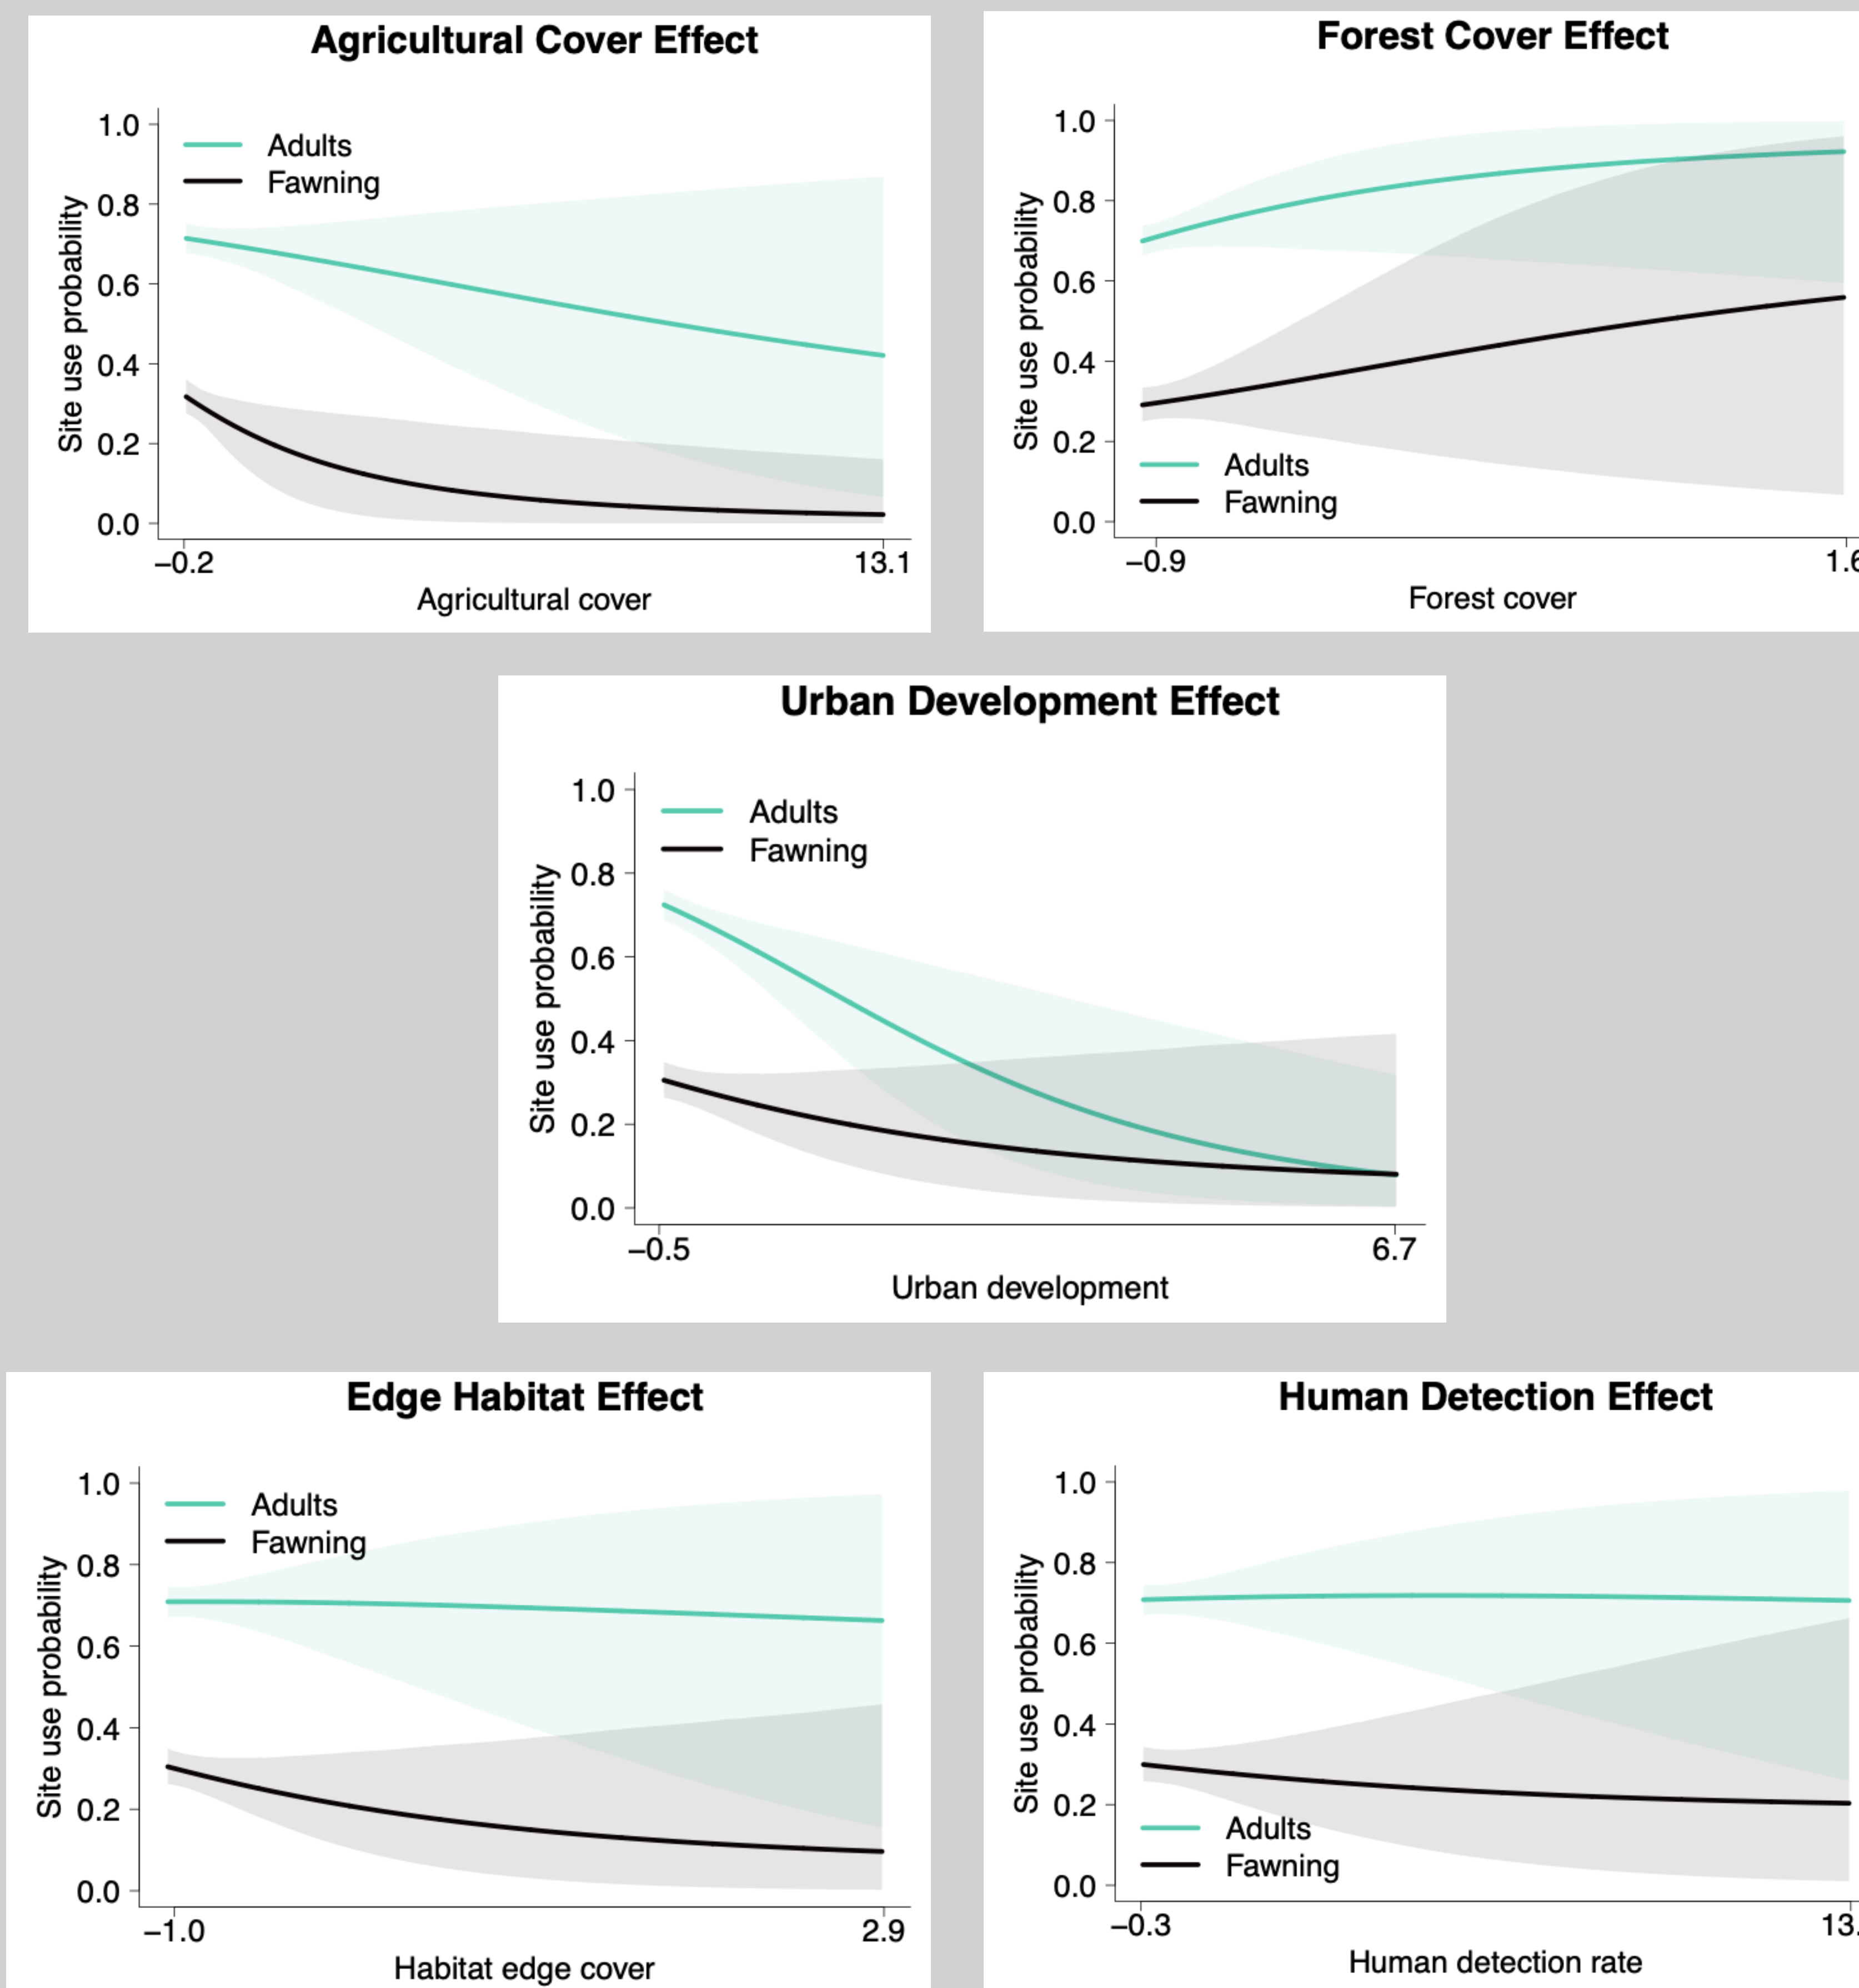 Agricultural Cover Effect
1.0
0.8
0.6
0.4
0.2
0.0
Site use probability
Adults
Fawning
−0.2
13.1
Agricultural cover
Forest Cover Effect
1.0
0.8
0.6
0.4
0.2
0.0
Site use probability
Adults
Fawning
−0.9
1.6
Forest cover
Urban Development Effect
1.0
0.8
0.6
0.4
0.2
0.0
Site use probability
Adults
Fawning
−0.5
6.7
Urban development
Edge Habitat Effect
1.0
0.8
0.6
0.4
0.2
0.0
Site use probability
Adults
Fawning
−1.0
2.9
Habitat edge cover
Human Detection Effect
1.0
0.8
0.6
0.4
0.2
0.0
Site use probability
Adults
Fawning
−0.3
13.
Human detection rate